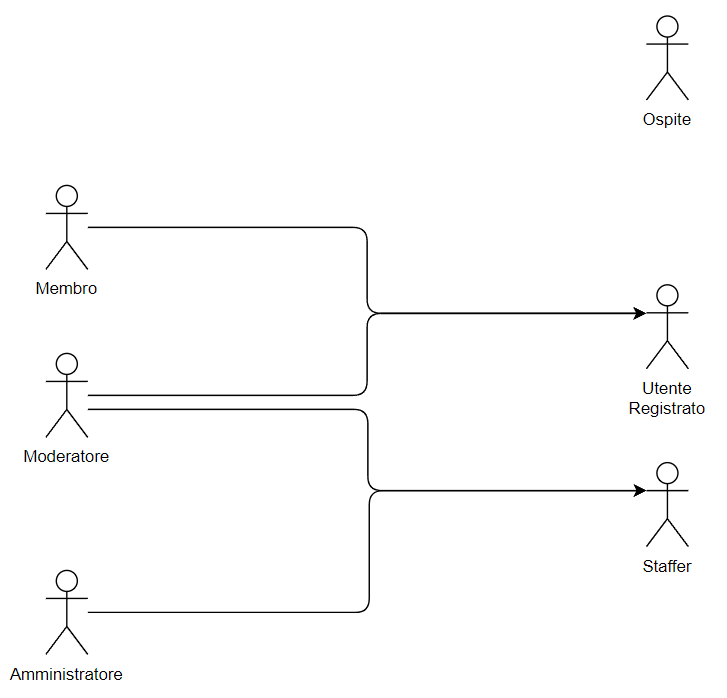 Ospite
Membro
Utente
Registrato
Moderatore
Staffer
Amministratore